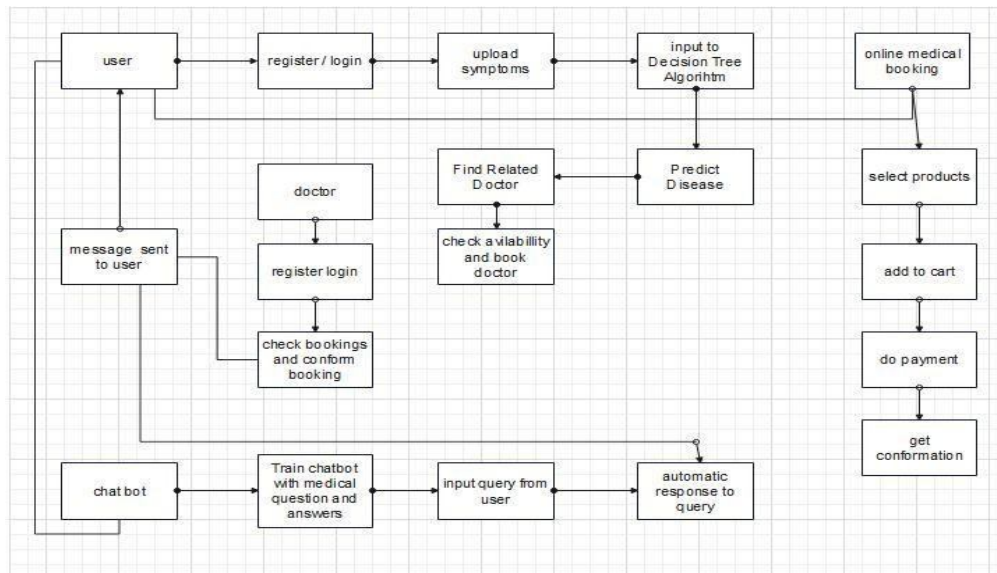 user
register / login
upload
symptoms
input to
Decision Tree
Algorihtm
online medical
booking
doctor
Find Related
Doctor
Predict
Disease
select products
message sent
to user
register login
check avilabillity
and book
doctor
add to cart
check bookings
and conform
booking
do payment
get
conformation
chatbot
Train chatbot
with medical
question and
answers
input query from
user
automatic
response to
query